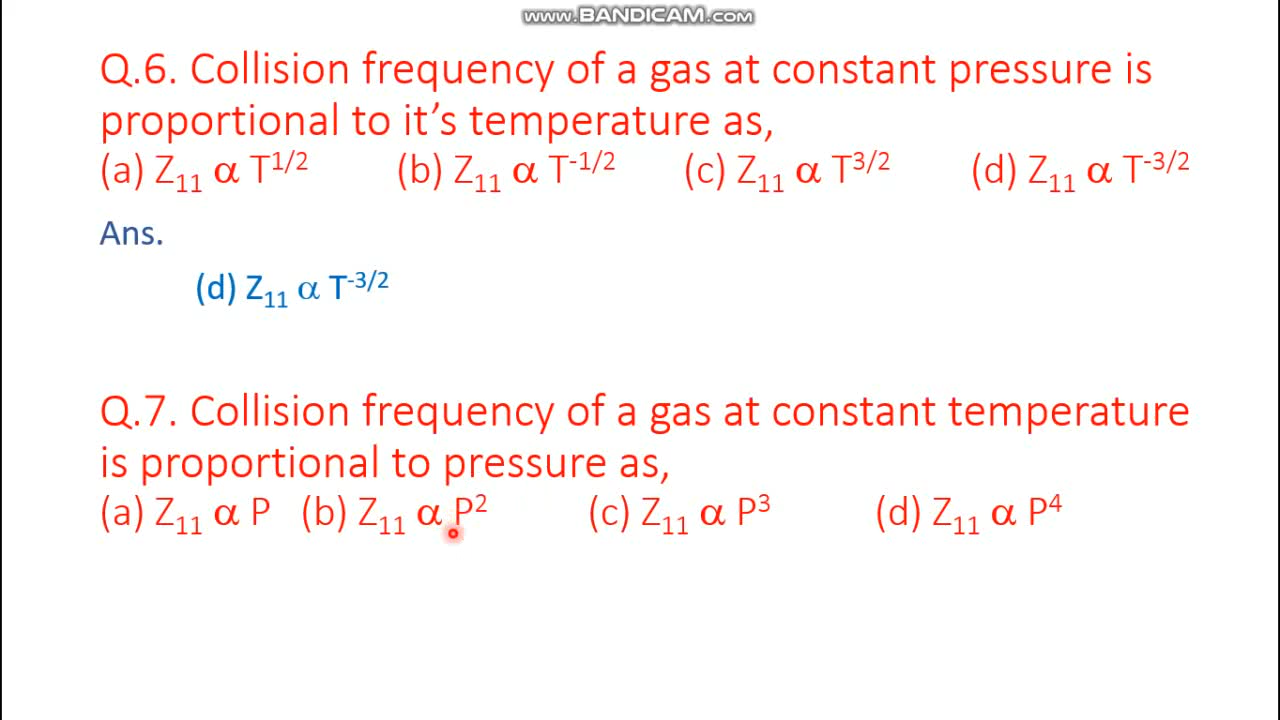 www.BANDICAM.com
Q.6. Collision frequency of a gas at constant pressure is
proportional to it’s temperature as,
(a) Z₁₁ α T¹/² (b) Z₁₁ α T⁻¹/² (c) Z₁₁ α T³/² (d) Z₁₁ α T⁻³/²
Ans.
(d) Z₁₁ α T⁻³/²
Q.7. Collision frequency of a gas at constant temperature
is proportional to pressure as,
(a) Z₁₁ α P (b) Z₁₁ α P² (c) Z₁₁ α P³ (d) Z₁₁ α P⁴